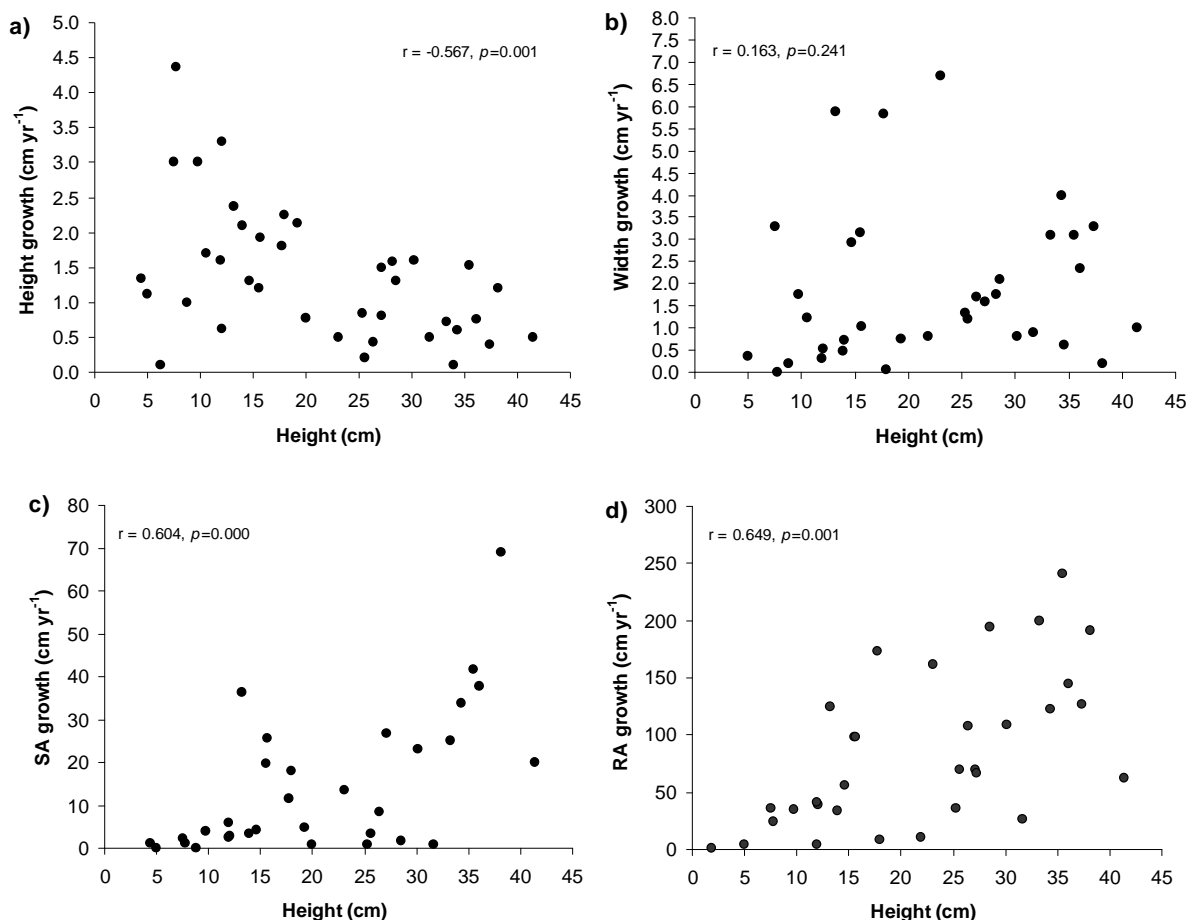 a)
r = -0.567, p=0.001
Height growth (cm yr⁻¹)
5.0
4.5
4.0
3.5
3.0
2.5
2.0
1.5
1.0
0.5
0.0
0 5 10 15 20 25 30 35 40 45
Height (cm)
b)
r = 0.163, p=0.241
Width growth (cm yr⁻¹)
8.0
7.5
7.0
6.5
6.0
5.5
5.0
4.5
4.0
3.5
3.0
2.5
2.0
1.5
1.0
0.5
0.0
0 5 10 15 20 25 30 35 40 45
Height (cm)
c)
r = 0.604, p=0.000
SA growth (cm yr⁻¹)
80
70
60
50
40
30
20
10
0
0 5 10 15 20 25 30 35 40 45
Height (cm)
d)
r = 0.649, p=0.001
RA growth (cm yr⁻¹)
300
250
200
150
100
50
0
0 5 10 15 20 25 30 35 40 45
Height (cm)